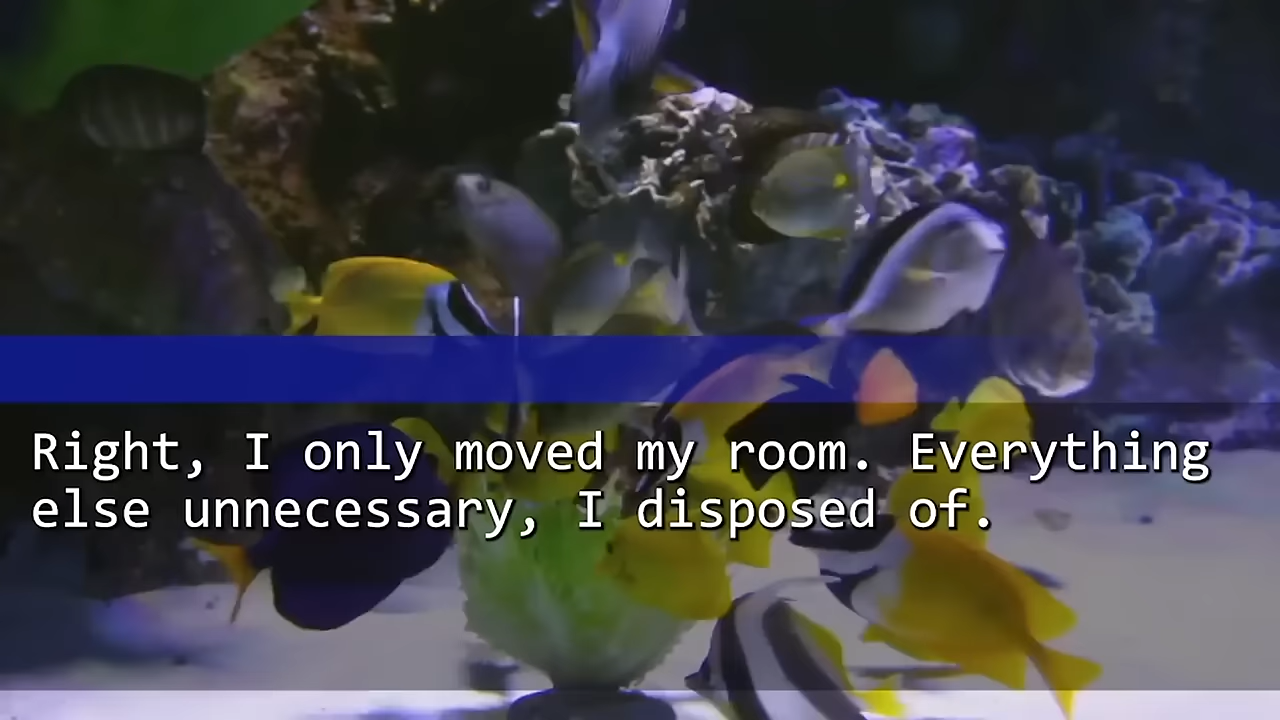 Right, I only moved my room. Everything
else unnecessary, I disposed of.